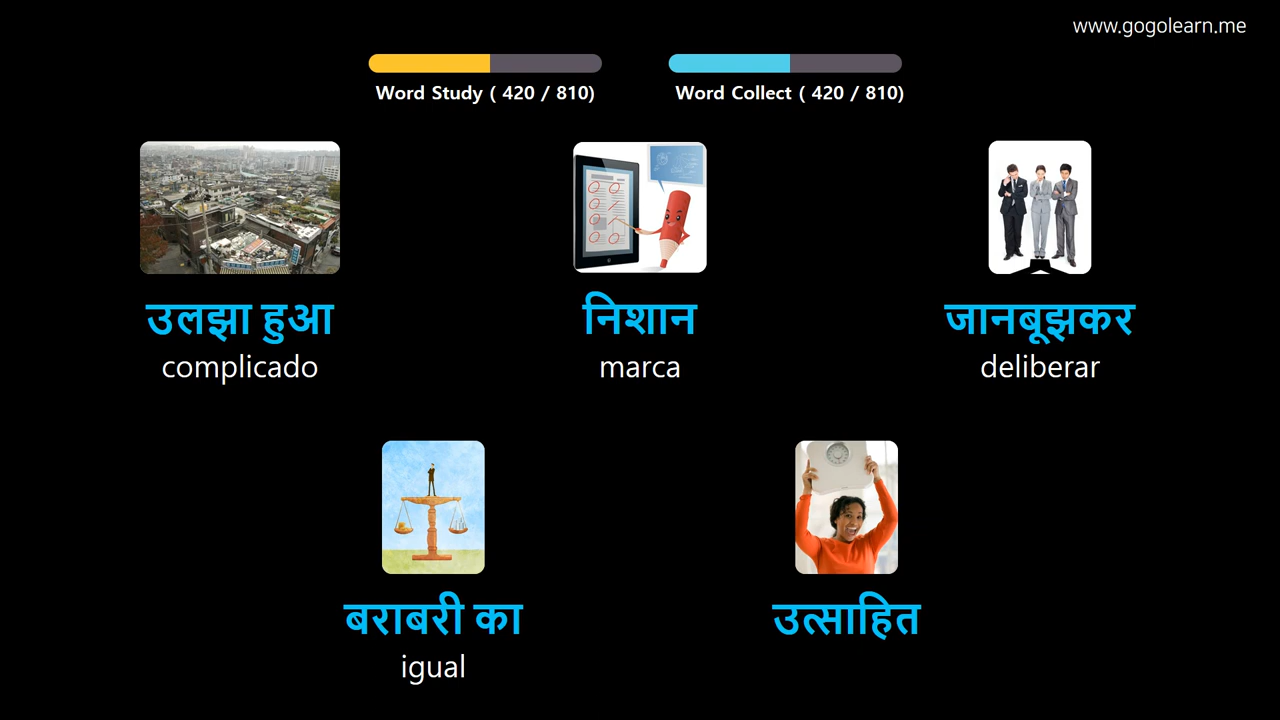 www.gogolearn.me
Word Study ( 420 / 810)
Word Collect ( 420 / 810)
उलझा हुआ
complicado
निशान
marca
जानबूझकर
deliberar
बराबरी का
igual
उत्साहित